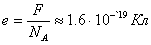 e = F / N_A ≈ 1.6 · 10^-19 Кл